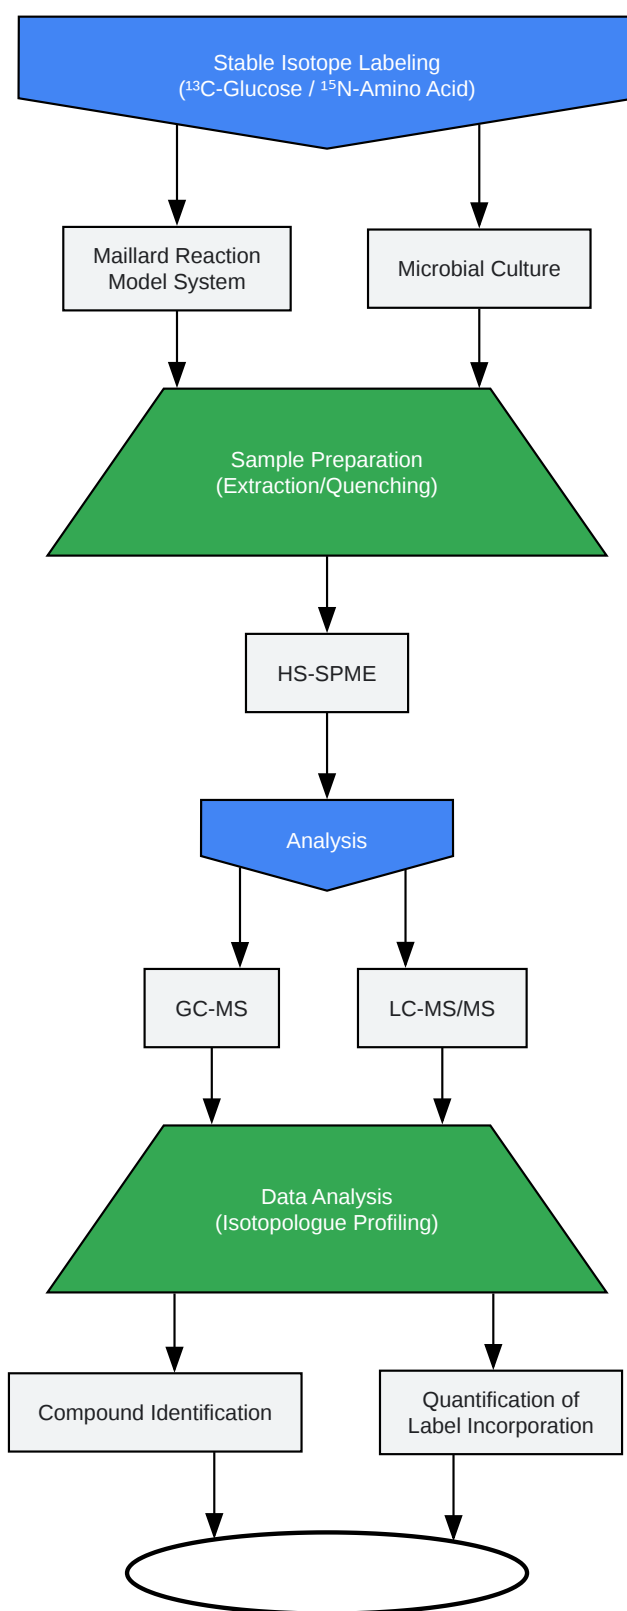 Stable Isotope Labeling
(¹³C-Glucose / ¹⁵N-Amino Acid)
Maillard Reaction
Model System
Microbial Culture
Sample Preparation
(Extraction/Quenching)
HS-SPME
Analysis
GC-MS
LC-MS/MS
Data Analysis
(Isotopologue Profiling)
Compound Identification
Quantification of
Label Incorporation